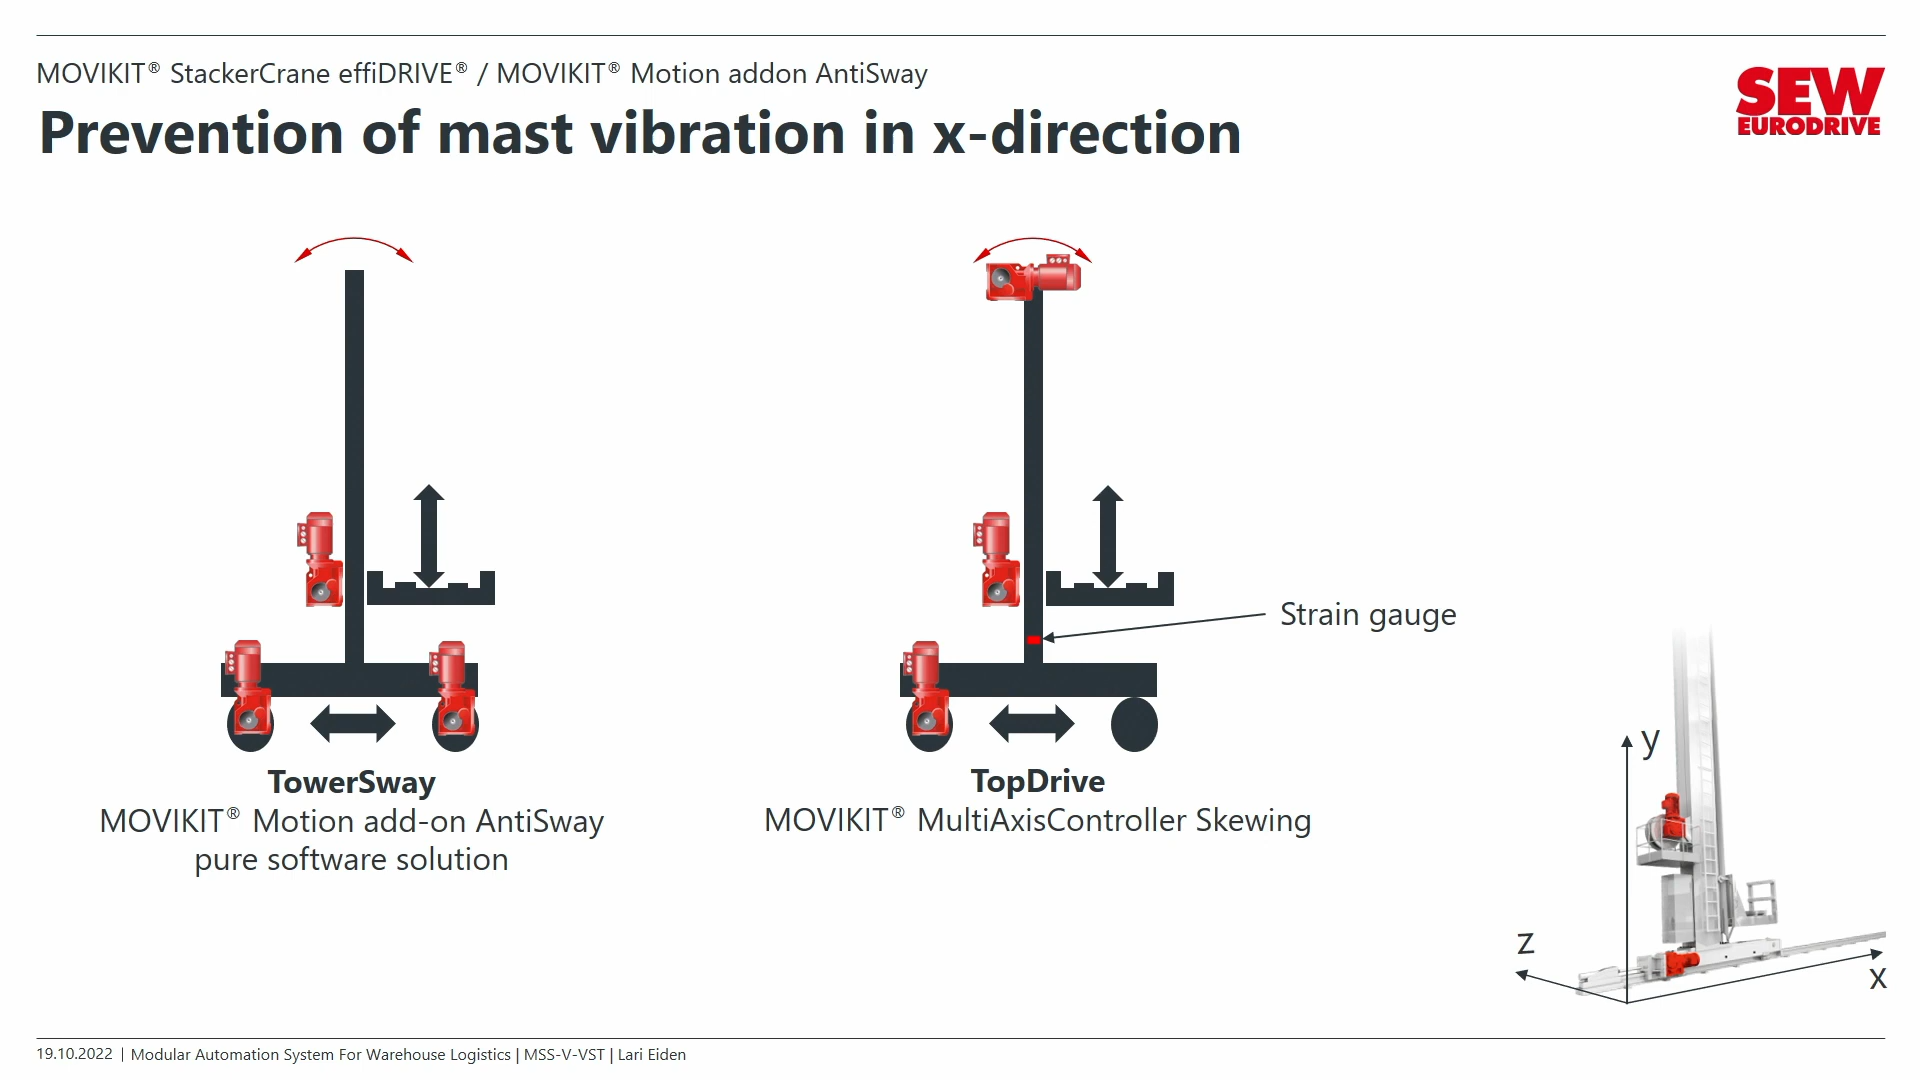 MOVIKIT® StackerCrane effiDRIVE® / MOVIKIT® Motion addon AntiSway
Prevention of mast vibration in x-direction
SEW
EURODRIVE
Strain gauge
TowerSway
MOVIKIT® Motion add-on AntiSway
pure software solution
TopDrive
MOVIKIT® MultiAxisController Skewing
y
z
x
19.10.2022 | Modular Automation System For Warehouse Logistics | MSS-V-VST | Lari Eiden